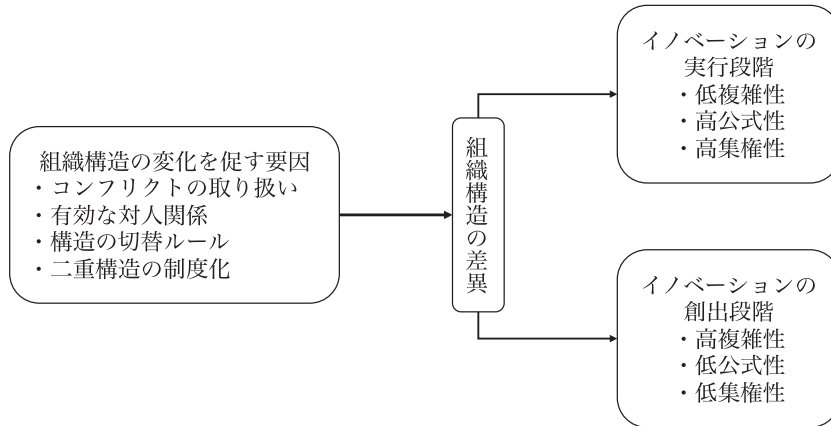 組織構造の変化を促す要因
・コンフリクトの取り扱い
・有効な対人関係
・構造の切替ルール
・二重構造の制度化
組織構造の差異
イノベーションの
実行段階
・低複雑性
・高公式性
・高集権性
イノベーションの
創出段階
・高複雑性
・低公式性
・低集権性